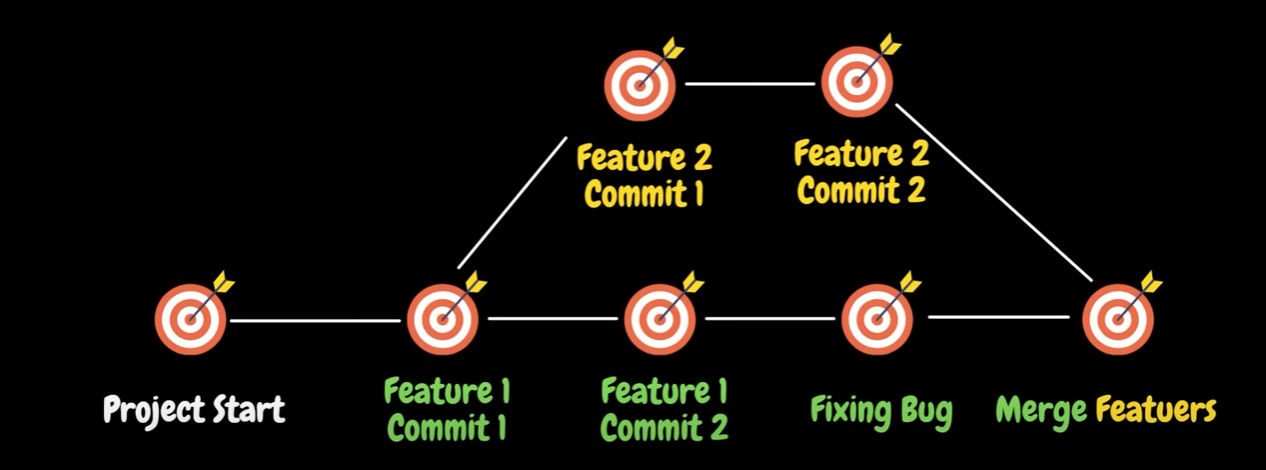 Feature 2
Commit 1
Feature 2
Commit 2
Project Start
Feature 1
Commit 1
Feature 1
Commit 2
Fixing Bug
Merge Featuers